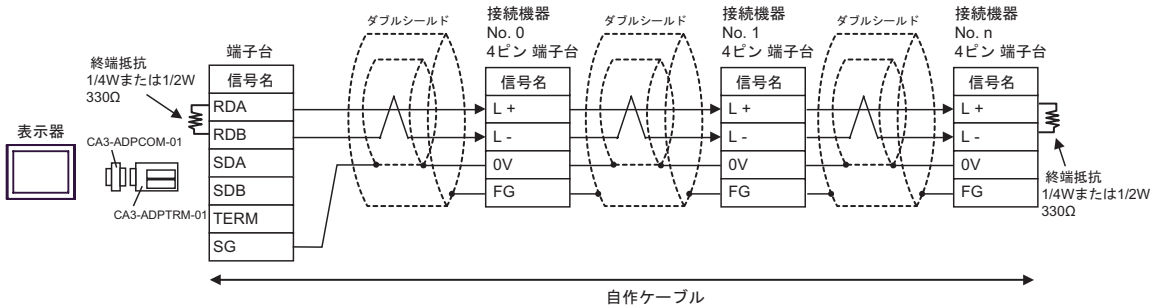 表示器
終端抵抗
1/4Wまたは1/2W
330Ω
CA3-ADPCOM-01
CA3-ADPTRM-01
端子台
信号名
RDA
RDB
SDA
SDB
TERM
SG
ダブルシールド
接続機器
No. 0
4ピン 端子台
信号名
L +
L -
0V
FG
ダブルシールド
接続機器
No. 1
4ピン 端子台
信号名
L +
L -
0V
FG
ダブルシールド
接続機器
No. n
4ピン 端子台
信号名
L +
L -
0V
FG
終端抵抗
1/4Wまたは1/2W
330Ω
自作ケーブル